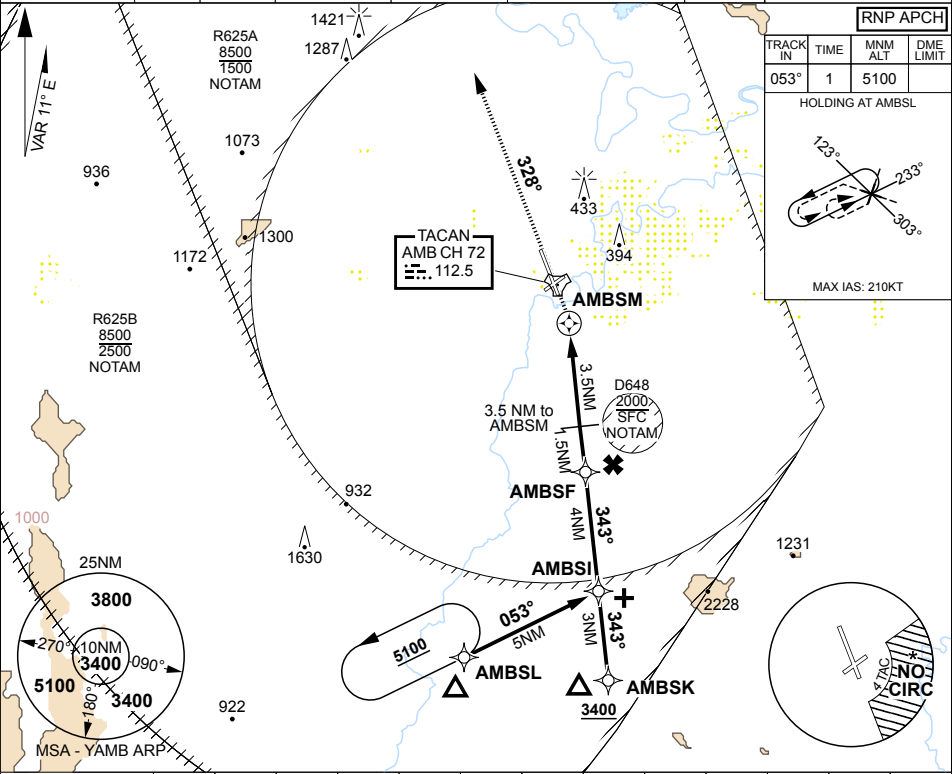 RNP APCH
TRACK IN
TIME
MNM ALT
DME LIMIT
053°
1
5100
HOLDING AT AMBSL
123°
233°
303°
MAX IAS: 210KT
VAR 11° E
R625A
8500
1500
NOTAM
1421
1287
1073
936
1300
1172
328°
433
394
TACAN
AMB CH 72
112.5
AMBSM
R625B
8500
2500
NOTAM
3.5NM
3.5 NM to
AMBSM
D648
2000
SFC
NOTAM
1.5NM
AMBSF
932
1000
343°
4NM
1630
1231
AMBSI
2228
053°
5NM
343°
3NM
5100
AMBSL
AMBSK
3400
922
25NM
3800
270°
10NM
3400
090°
5100
180°
3400
MSA - YAMB ARP
4 TAC
*
NO
CIRC